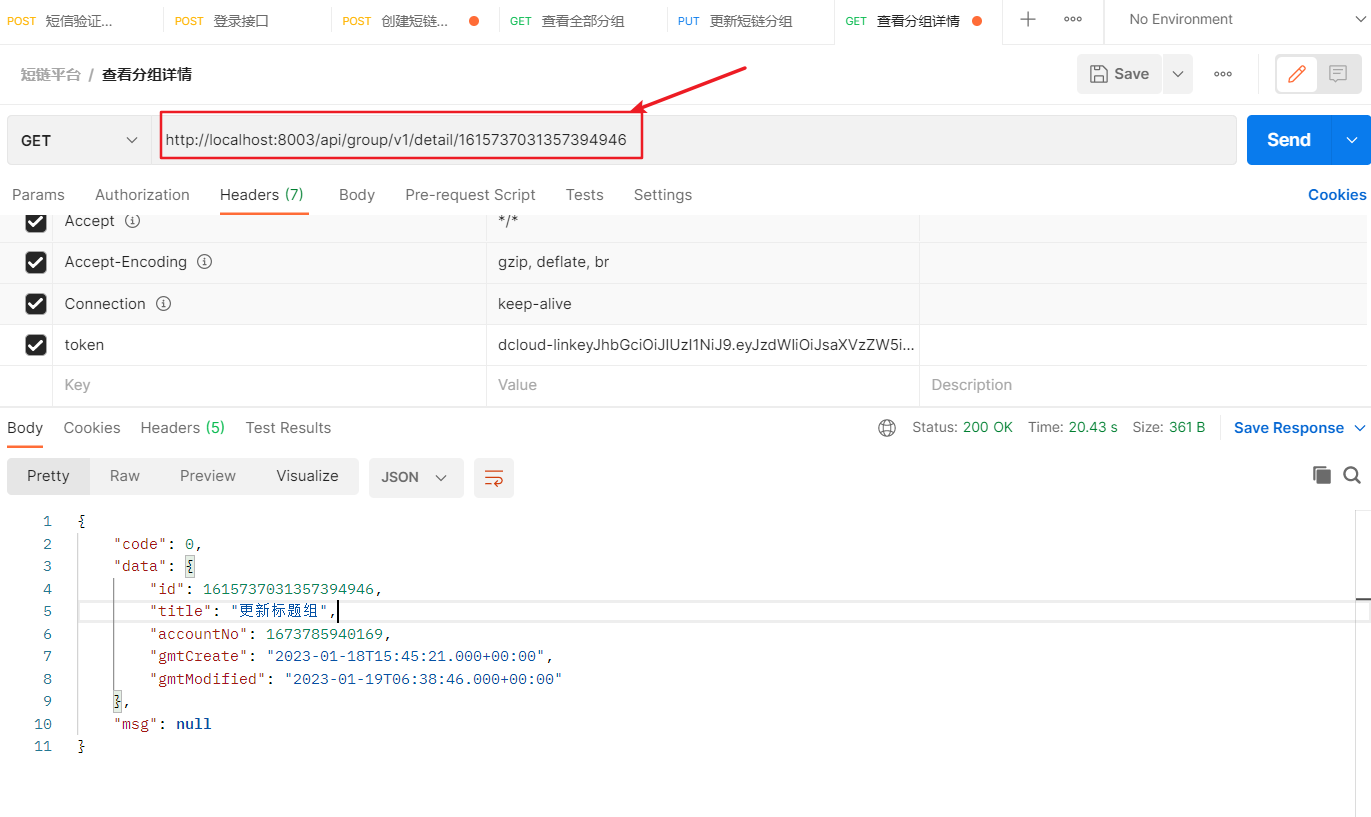 POST 短信验证... POST 登录接口 POST 创建短链... GET 查看全部分组 PUT 更新短链分组 GET 查看分组详情 No Environment
短链平台 / 查看分组详情 Save
GET http://localhost:8003/api/group/v1/detail/1615737031357394946 Send
Params Authorization Headers (7) Body Pre-request Script Tests Settings Cookies
Accept */*
Accept-Encoding gzip, deflate, br
Connection keep-alive
token dcloud-linkeyJhbGciOiJIUzI1NiJ9.eyJzdWIiOiJsaXVzZW5i...
Key Value Description
Body Cookies Headers (5) Test Results Status: 200 OK Time: 20.43 s Size: 361 B Save Response
Pretty Raw Preview Visualize JSON
1 {
2 "code": 0,
3 "data": {
4 "id": 1615737031357394946,
5 "title": "更新标题组",
6 "accountNo": 1673785940169,
7 "gmtCreate": "2023-01-18T15:45:21.000+00:00",
8 "gmtModified": "2023-01-19T06:38:46.000+00:00"
9 },
10 "msg": null
11 }